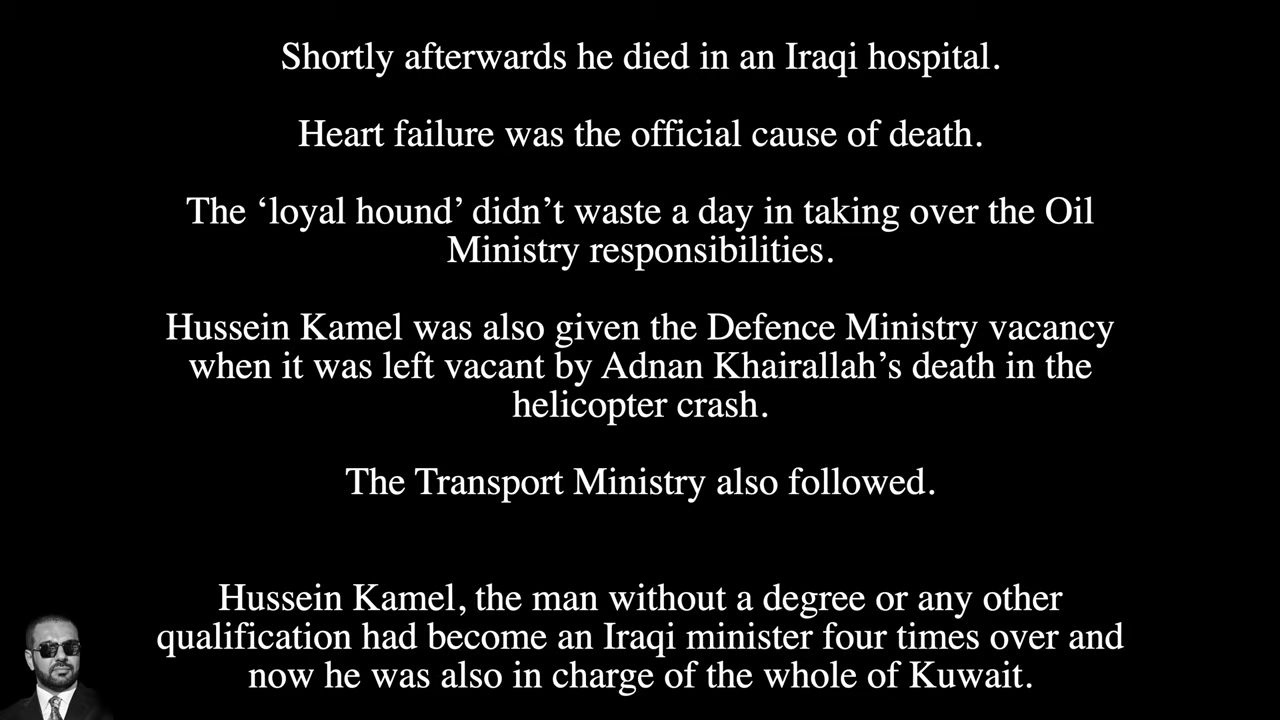 Shortly afterwards he died in an Iraqi hospital.
Heart failure was the official cause of death.
The ‘loyal hound’ didn’t waste a day in taking over the Oil
Ministry responsibilities.
Hussein Kamel was also given the Defence Ministry vacancy
when it was left vacant by Adnan Khairallah’s death in the
helicopter crash.
The Transport Ministry also followed.
Hussein Kamel, the man without a degree or any other
qualification had become an Iraqi minister four times over and
now he was also in charge of the whole of Kuwait.